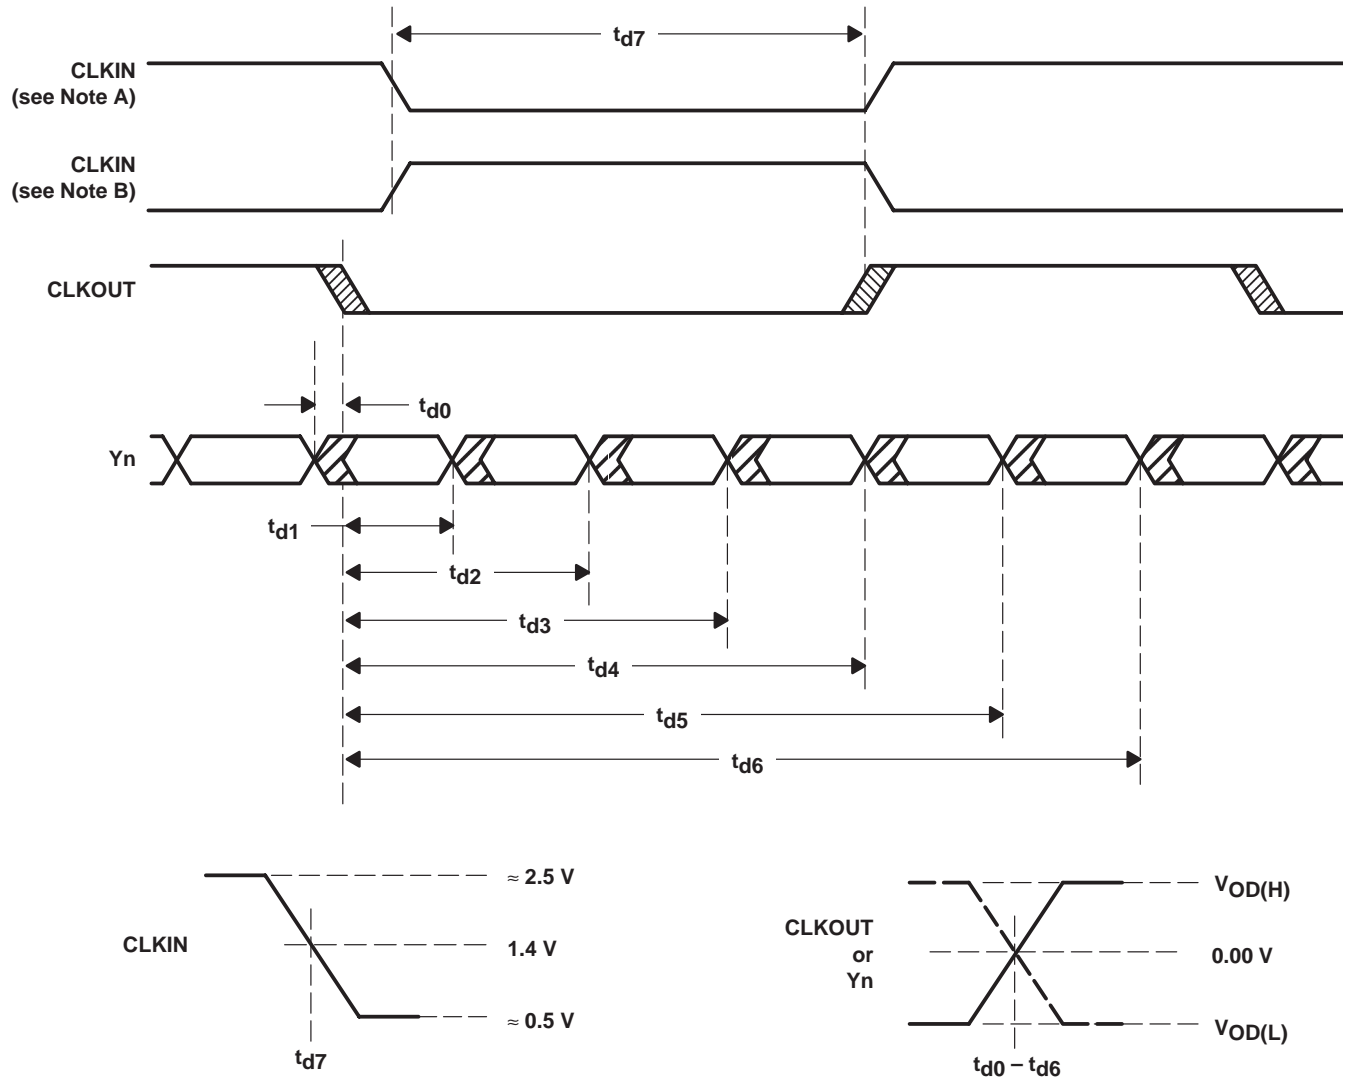 td7
CLKIN
(see Note A)
CLKIN
(see Note B)
CLKOUT
td0
Yn
td1
td2
td3
td4
td5
td6
≈ 2.5 V
CLKIN
1.4 V
≈ 0.5 V
td7
VOD(H)
CLKOUT
or
Yn
0.00 V
VOD(L)
td0 – td6